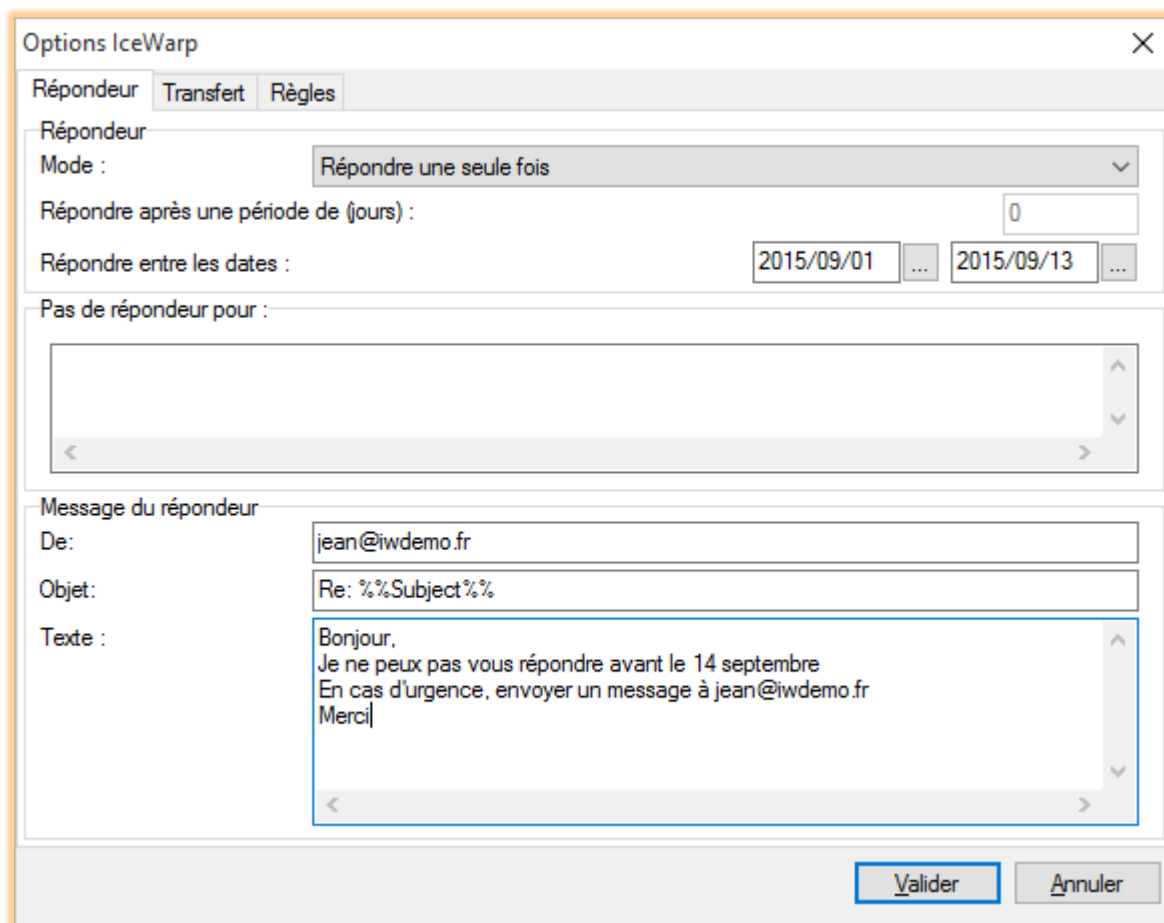 Options IceWarp
Répondeur Transfert Règles
Répondeur
Mode : Répondre une seule fois
Répondre après une période de (jours) : 0
Répondre entre les dates : 2015/09/01 ... 2015/09/13 ...
Pas de répondeur pour :
Message du répondeur
De: jean@iwdemo.fr
Objet: Re: %%Subject%%
Texte : Bonjour,
Je ne peux pas vous répondre avant le 14 septembre
En cas d'urgence, envoyer un message à jean@iwdemo.fr
Merci
Valider Annuler